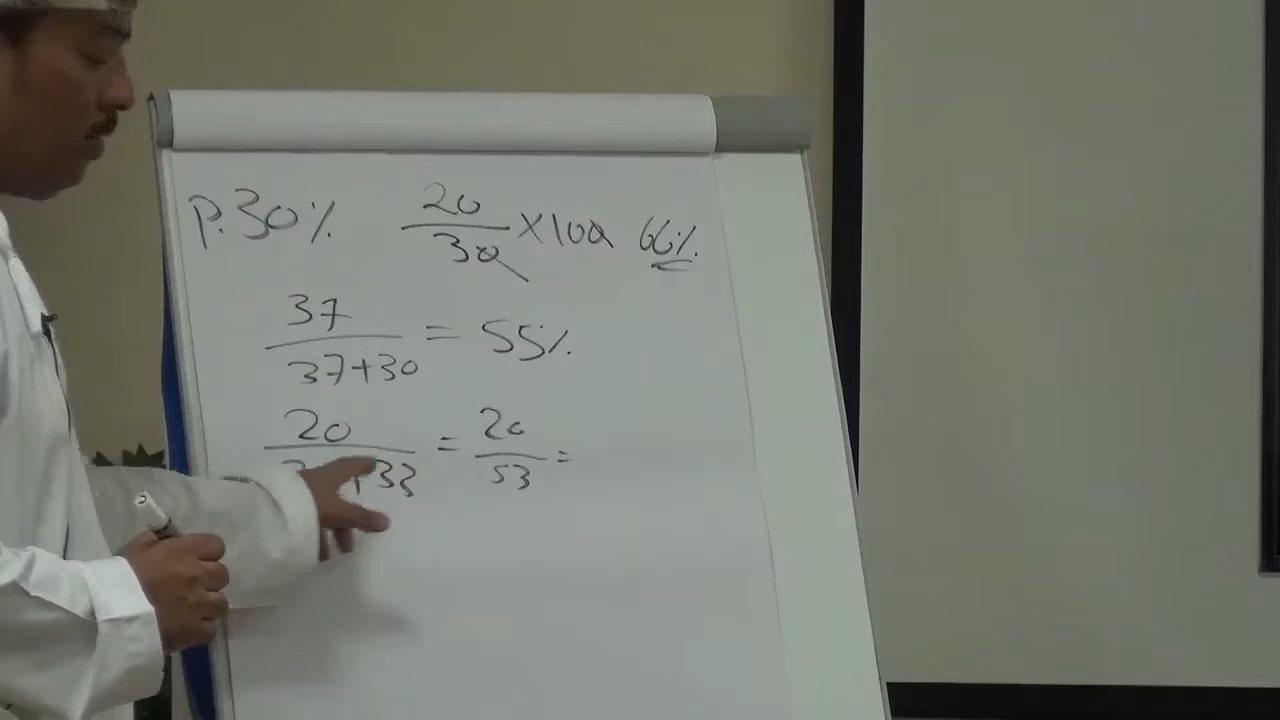 P.30% 20/30 X100 66%
37/37+30 = 55%
20/ +33 = 20/53 =